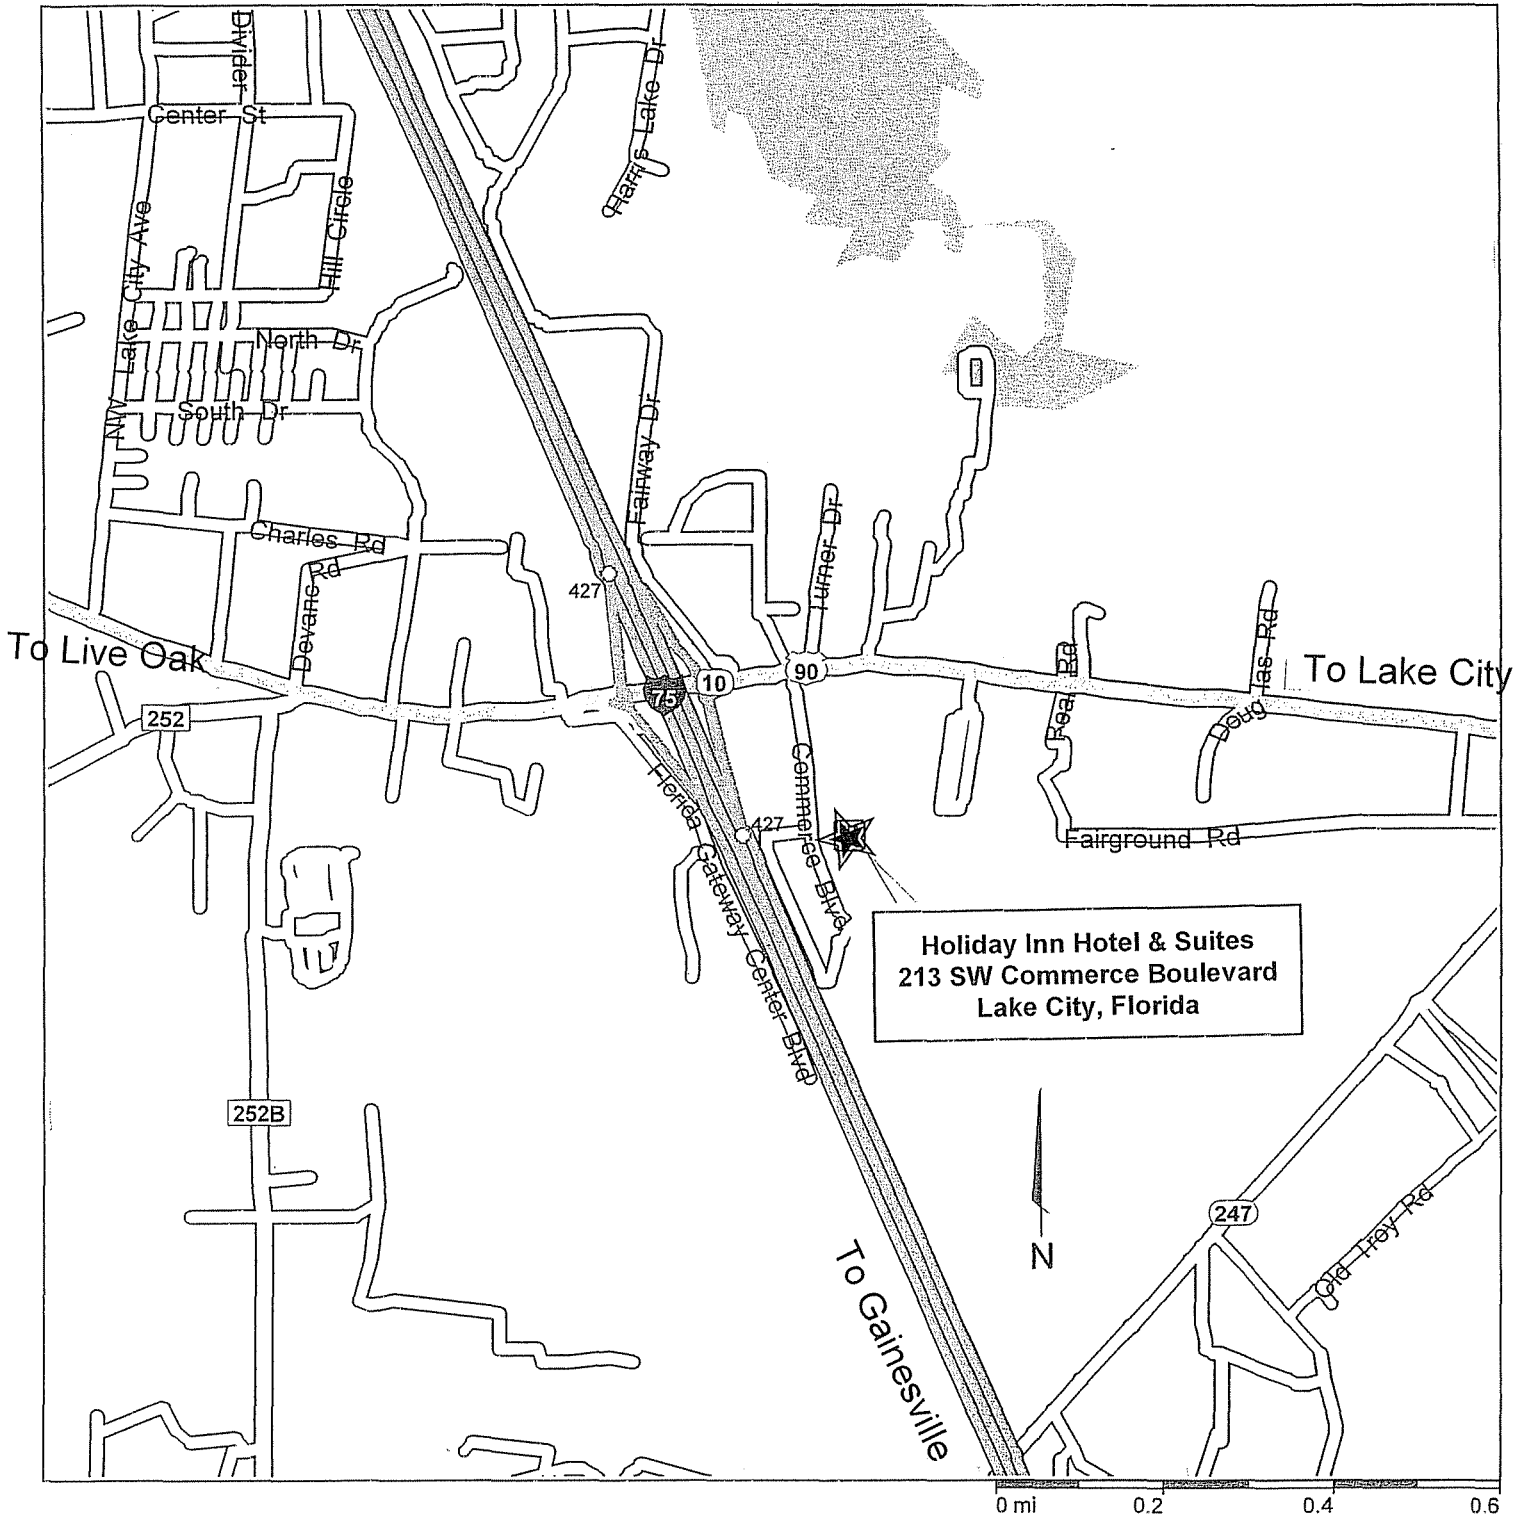 Divider
Center St
Harris Lake Dr
Hill Circle
NW Lake City Ave
North Dr
South Dr
Fairway Dr
Charles Rd
Devane Rd
Turner Dr
427
To Live Oak
75
10
90
252
Florida Gateway Center Blvd
427
Commerce Blvd
Doug las Rd
To Lake City
Fairground Rd
Holiday Inn Hotel & Suites
213 SW Commerce Boulevard
Lake City, Florida
252B
N
247
Old Troy Rd
To Gainesville
0 mi 0.2 0.4 0.6